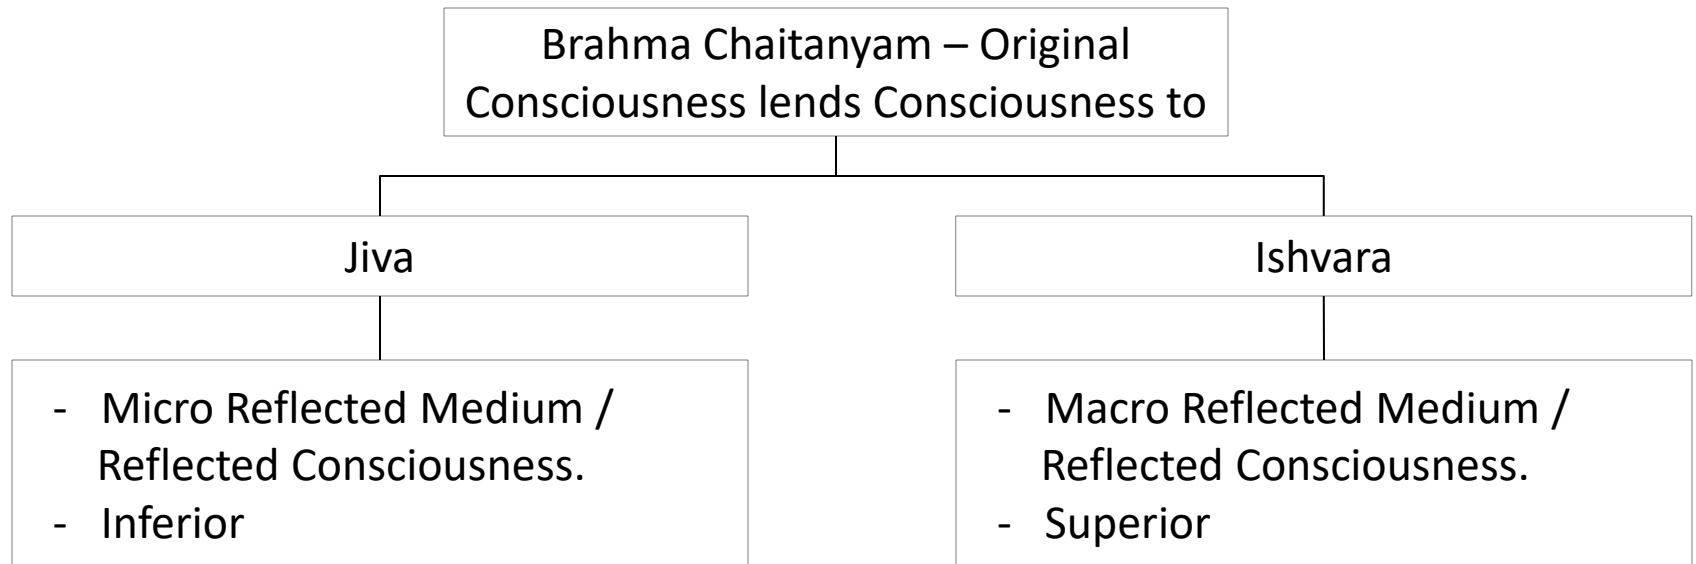 Brahma Chaitanyam – Original
Consciousness lends Consciousness to
Jiva
Ishvara
- Micro Reflected Medium /
Reflected Consciousness.
- Inferior
- Macro Reflected Medium /
Reflected Consciousness.
- Superior